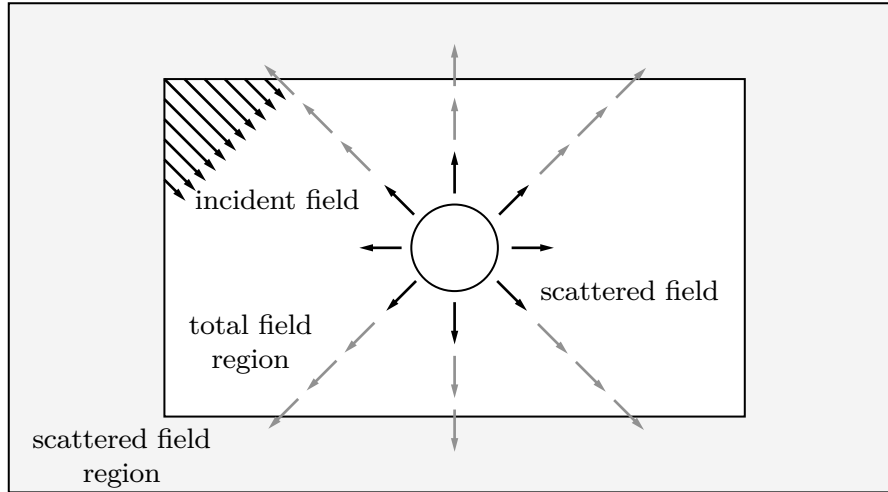 incident field
scattered field
total field
region
scattered field
region